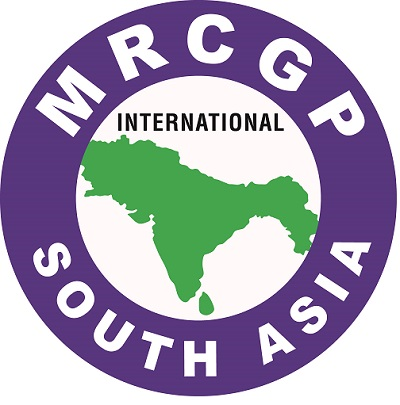 MRCGP
INTERNATIONAL
SOUTH ASIA